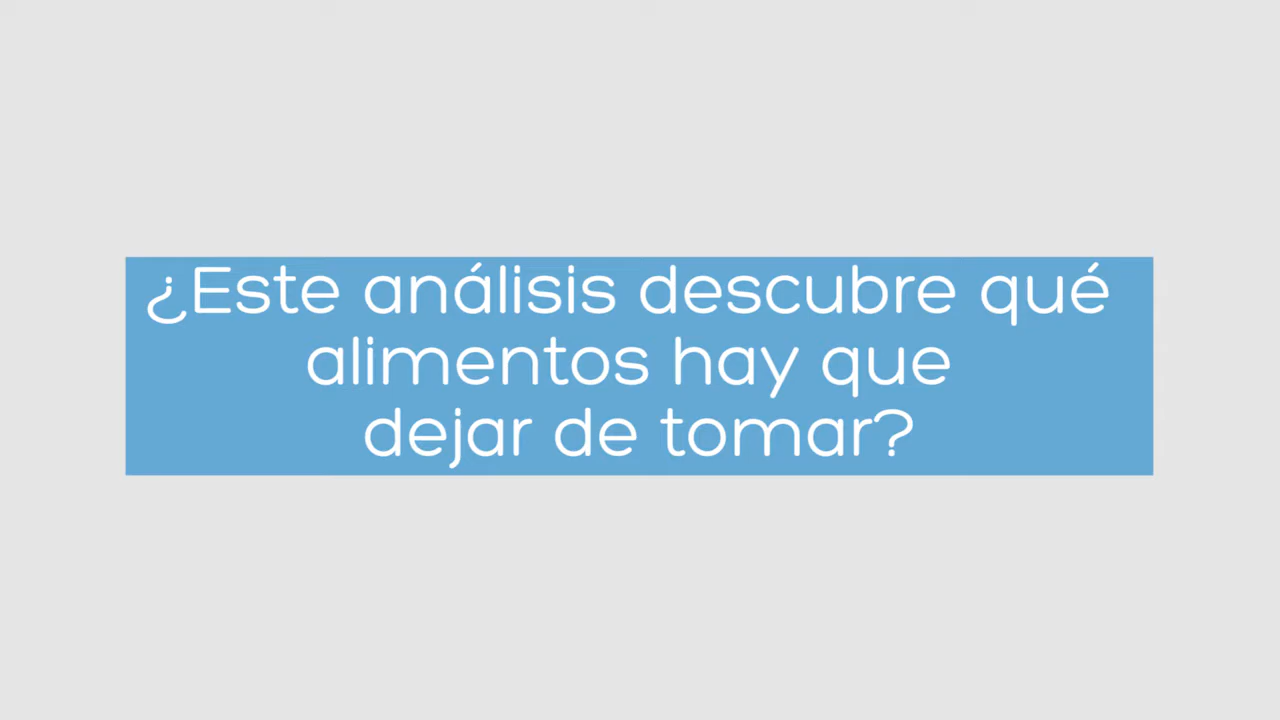 ¿Este análisis descubre qué
alimentos hay que
dejar de tomar?